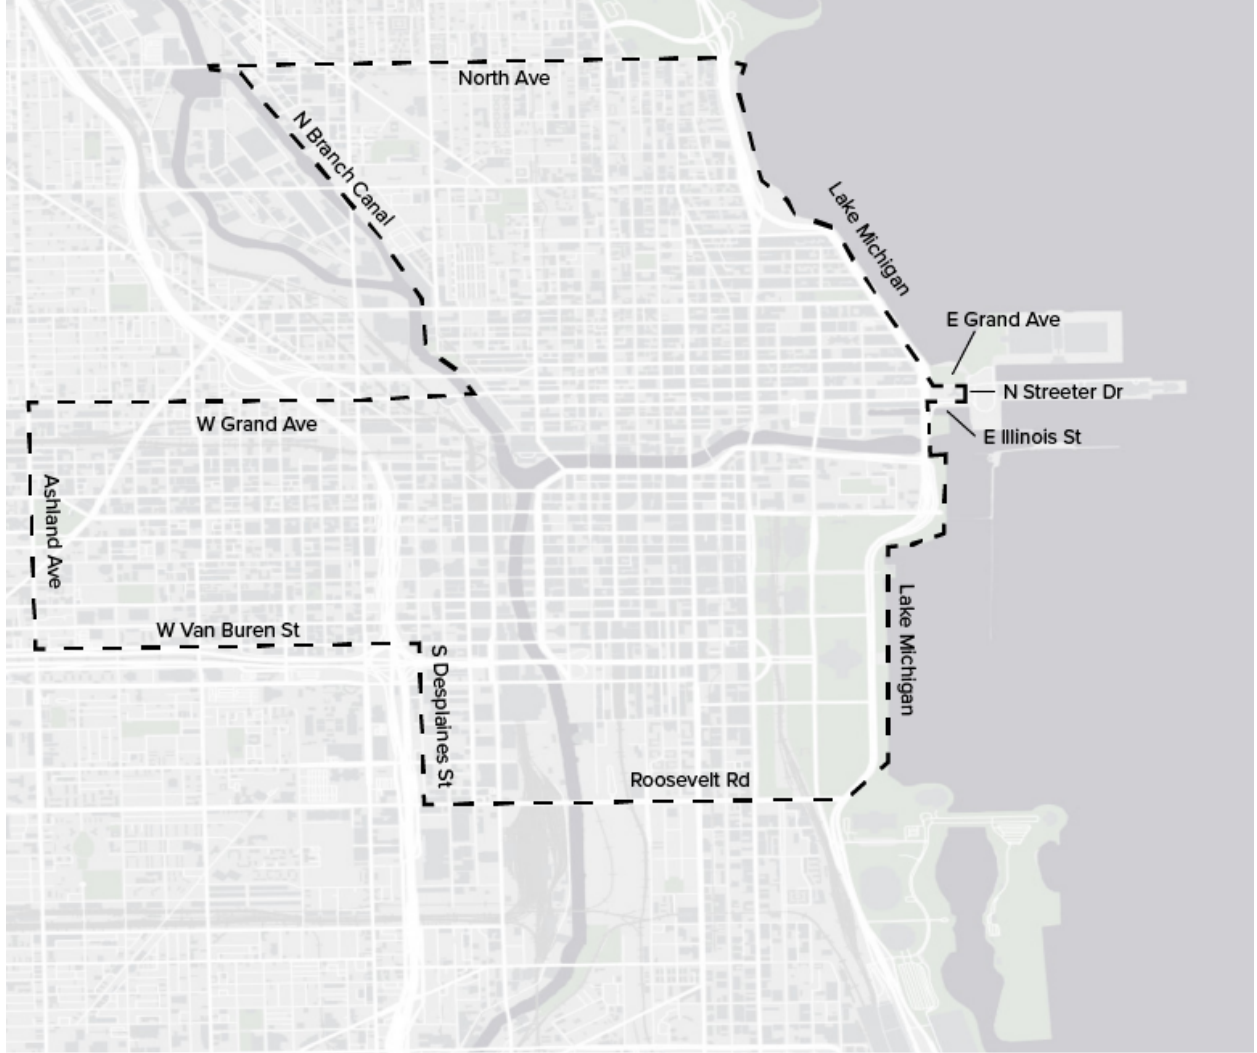 North Ave
N Branch Canal
Lake Michigan
E Grand Ave
N Streeter Dr
W Grand Ave
E Illinois St
Ashland Ave
Lake Michigan
W Van Buren St
S Desplaines St
Roosevelt Rd